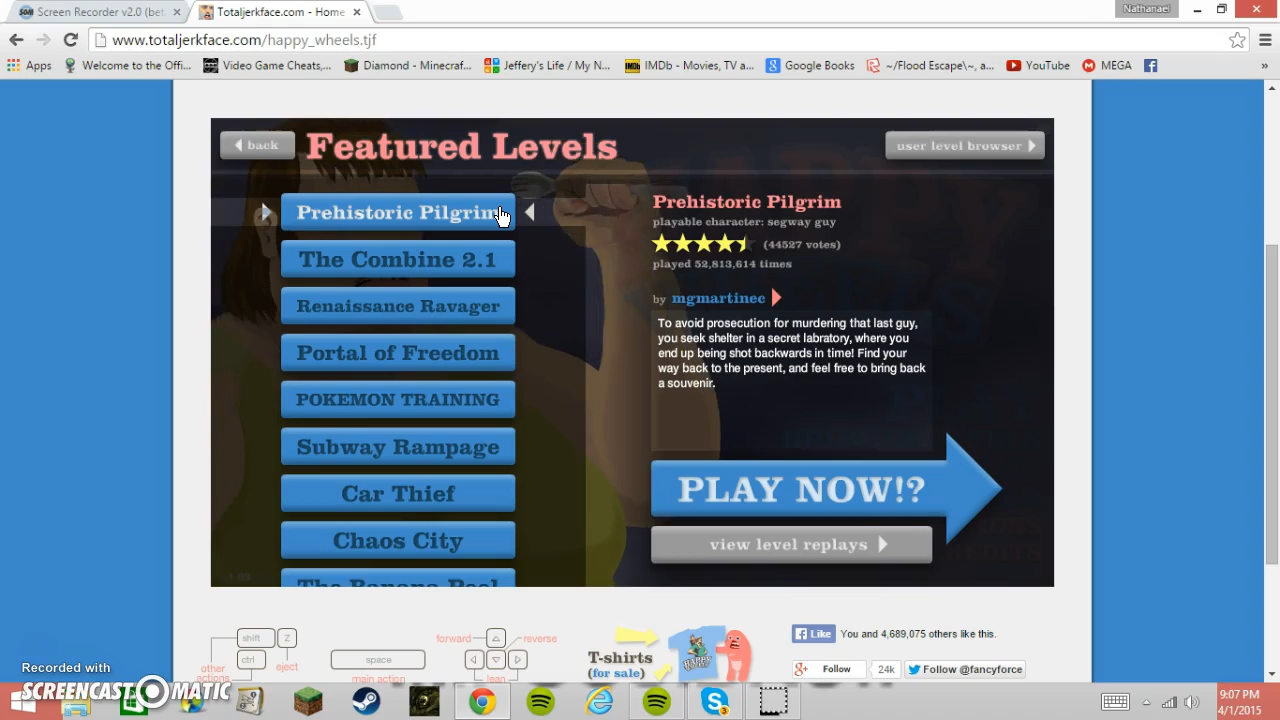 Screen Recorder v2.0 (bet
Totaljerkface.com - Home
Nathanael
www.totaljerkface.com/happy_wheels.tjf
Apps
Welcome to the Offi...
Video Game Cheats,...
Diamond - Minecraf...
Jeffery's Life / My N...
IMDb - Movies, TV a...
Google Books
~/Flood Escape\~, a...
YouTube
MEGA
»
back
Featured Levels
user level browser
Prehistoric Pilgrim
The Combine 2.1
Renaissance Ravager
Portal of Freedom
POKEMON TRAINING
Subway Rampage
Car Thief
Chaos City
The Banana Peel
Prehistoric Pilgrim
playable character: segway guy
(44527 votes)
played 52,813,614 times
by mgmartinec
To avoid prosecution for murdering that last guy,
you seek shelter in a secret labratory, where you
end up being shot backwards in time! Find your
way back to the present, and feel free to bring back
a souvenir.
PLAY NOW!?
view level replays
shift
Z
ctrl
eject
other
actions
space
main action
forward
reverse
lean
T-shirts
(for sale)
HAPPY
Like
You and 4,689,075 others like this.
Follow
24k
Follow @fancyforce
Recorded with
SCREENCAST-O-MATIC
3
9:07 PM
4/1/2015